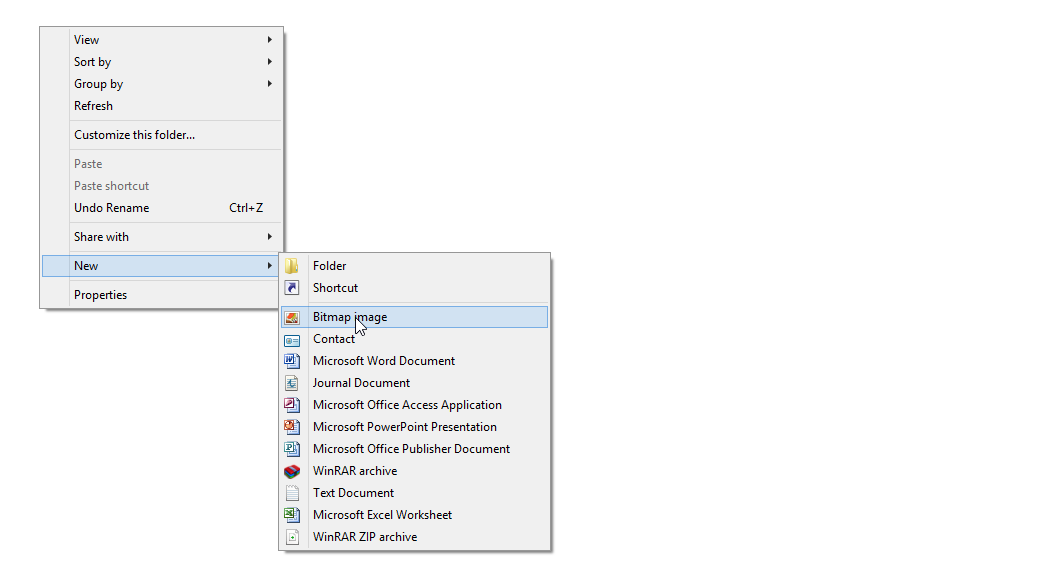 View
Sort by
Group by
Refresh
Customize this folder...
Paste
Paste shortcut
Undo Rename Ctrl+Z
Share with
New
Properties
Folder
Shortcut
Bitmap image
Contact
Microsoft Word Document
Journal Document
Microsoft Office Access Application
Microsoft PowerPoint Presentation
Microsoft Office Publisher Document
WinRAR archive
Text Document
Microsoft Excel Worksheet
WinRAR ZIP archive